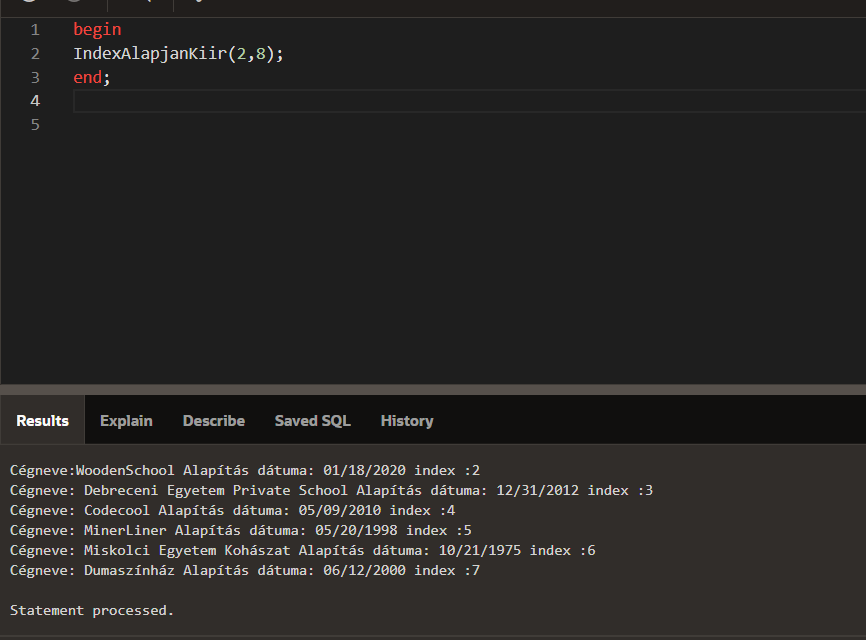 1 begin
2 IndexAlapjanKiir(2,8);
3 end;
4
5
Results Explain Describe Saved SQL History
Cégneve:WoodenSchool Alapítás dátuma: 01/18/2020 index :2
Cégneve: Debreceni Egyetem Private School Alapítás dátuma: 12/31/2012 index :3
Cégneve: Codecool Alapítás dátuma: 05/09/2010 index :4
Cégneve: MinerLiner Alapítás dátuma: 05/20/1998 index :5
Cégneve: Miskolci Egyetem Kohászat Alapítás dátuma: 10/21/1975 index :6
Cégneve: Dumaszínház Alapítás dátuma: 06/12/2000 index :7
Statement processed.